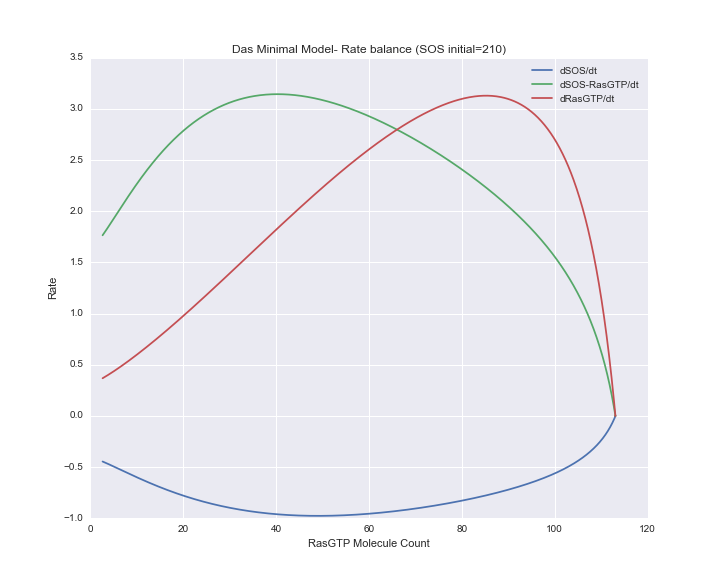 Das Minimal Model- Rate balance (SOS initial=210)
3.5
3.0
2.5
2.0
1.5
1.0
0.5
0.0
−0.5
−1.0
Rate
dSOS/dt
dSOS-RasGTP/dt
dRasGTP/dt
0 20 40 60 80 100 120
RasGTP Molecule Count